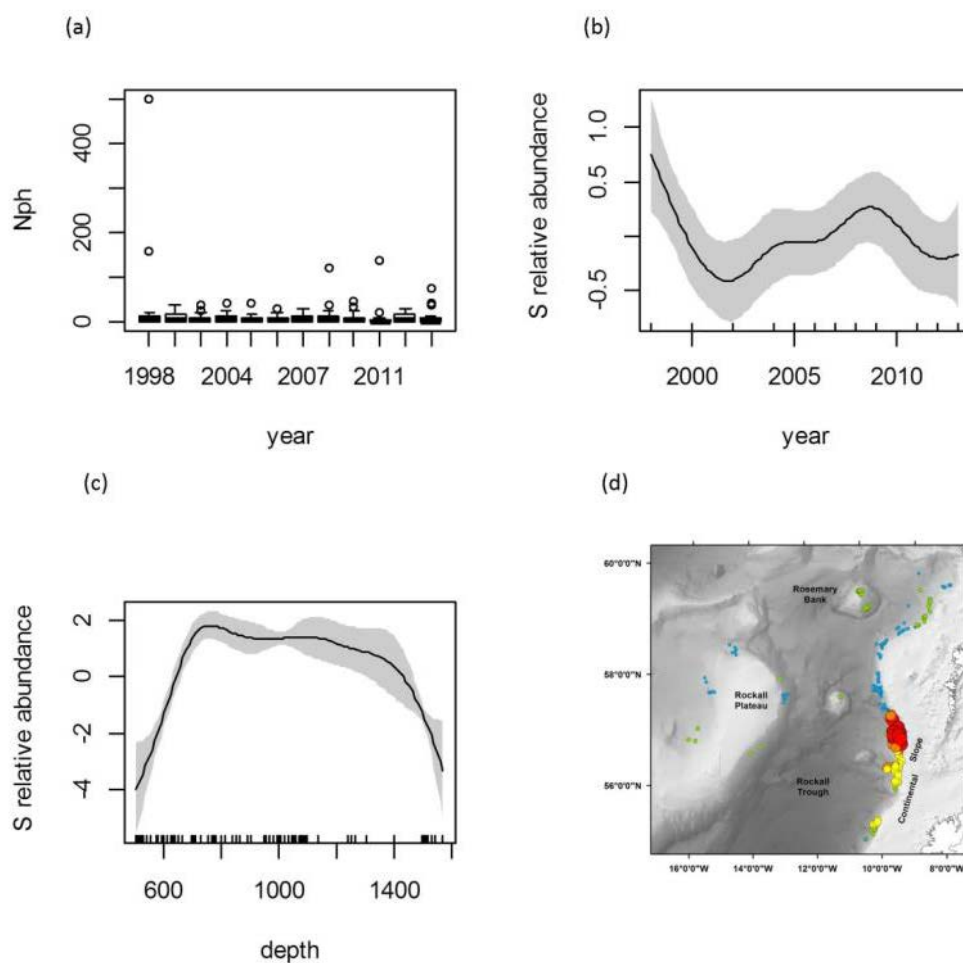 (a)
Nph
0
200
400
1998
2004
2007
2011
year
(b)
S relative abundance
-0.5
0.5
1.0
2000
2005
2010
year
(c)
S relative abundance
-4
-2
0
2
600
1000
1400
depth
(d)
60°0'0"N
58°0'0"N
56°0'0"N
Rosemary
Bank
Rockall
Plateau
Rockall
Trough
Continental Slope
16°0'0"W
14°0'0"W
12°0'0"W
10°0'0"W
8°0'0"W